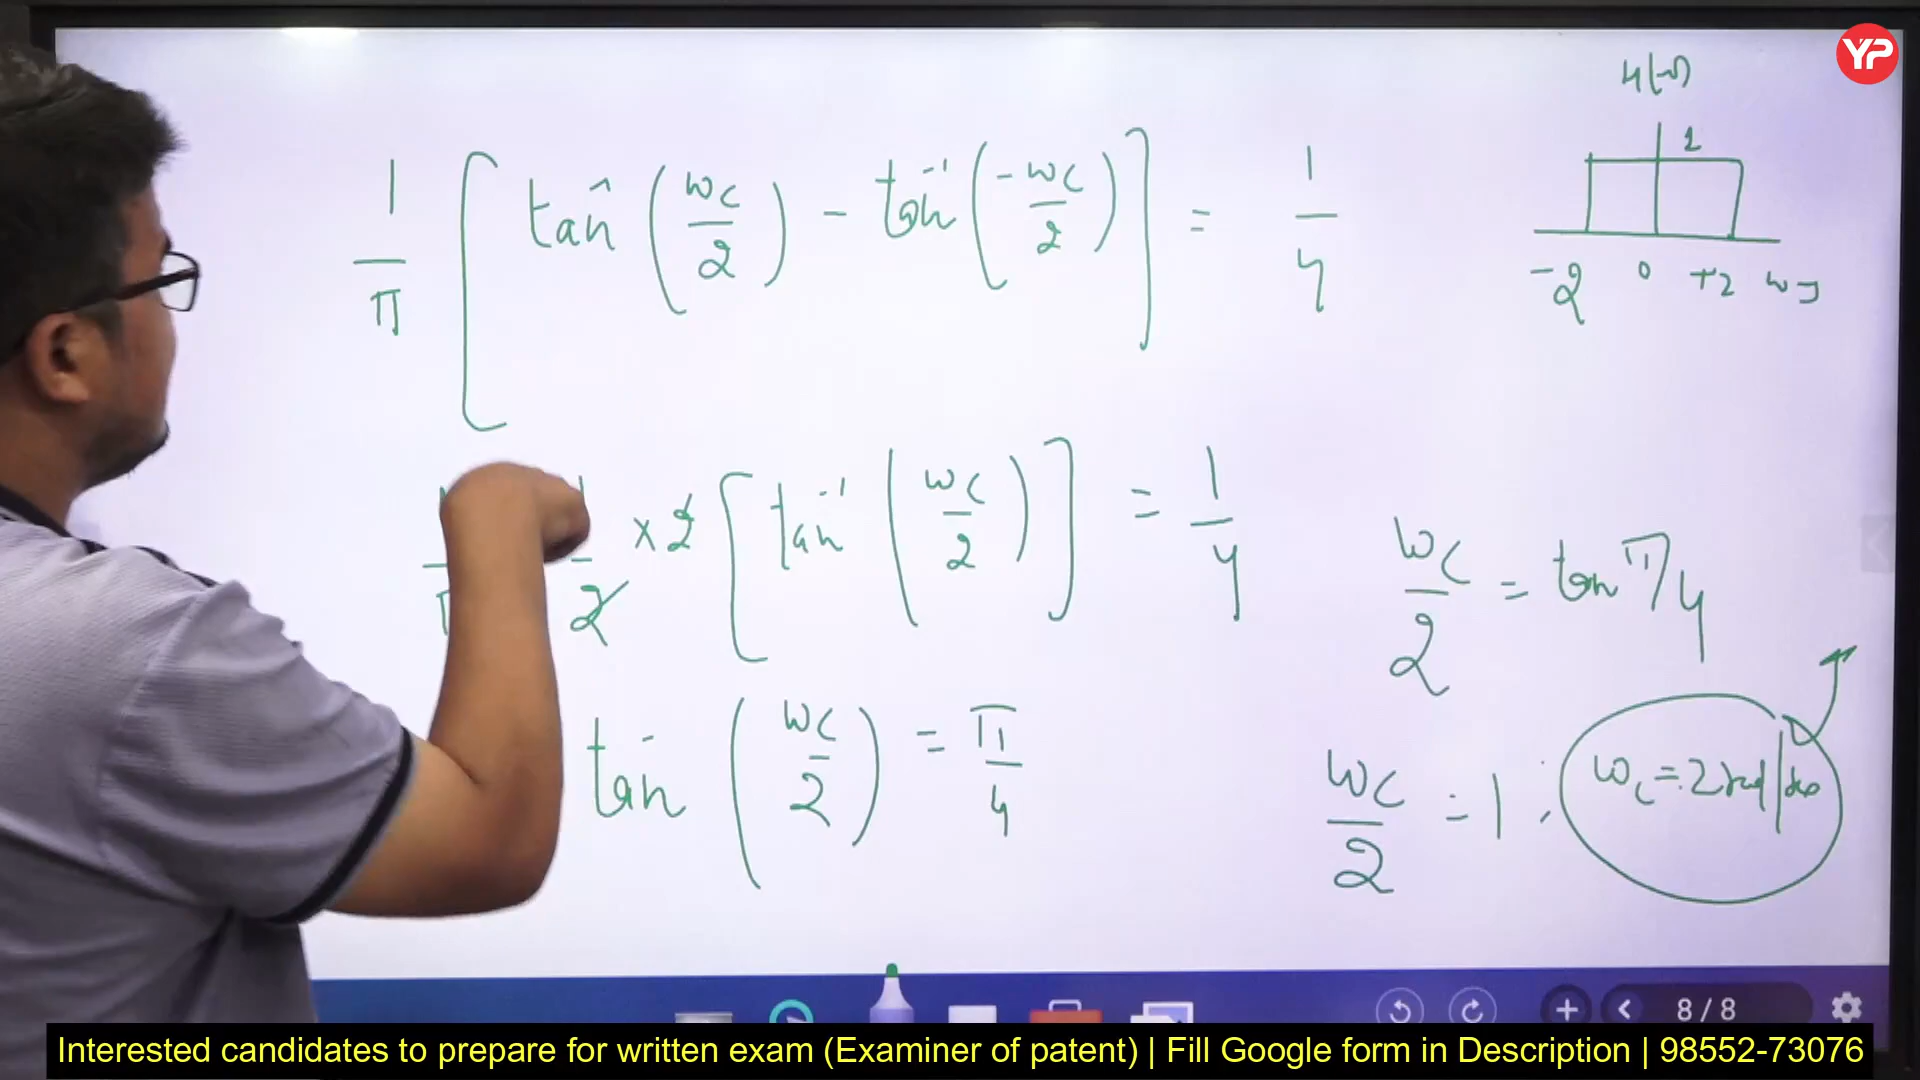 YP
H(ω)
1
-2 0 +2 ω→
1/π [ tan⁻¹ (ωc/2) - tan⁻¹ (-ωc/2) ] = 1/4
1/2 × 2 [ tan⁻¹ (ωc/2) ] = 1/4
ωc/2 = tan π/4
tan⁻ (ωc/2) = π/4
ωc/2 = 1 ; ωc = 2 rad/sec
8 / 8
Interested candidates to prepare for written exam (Examiner of patent) | Fill Google form in Description | 98552-73076